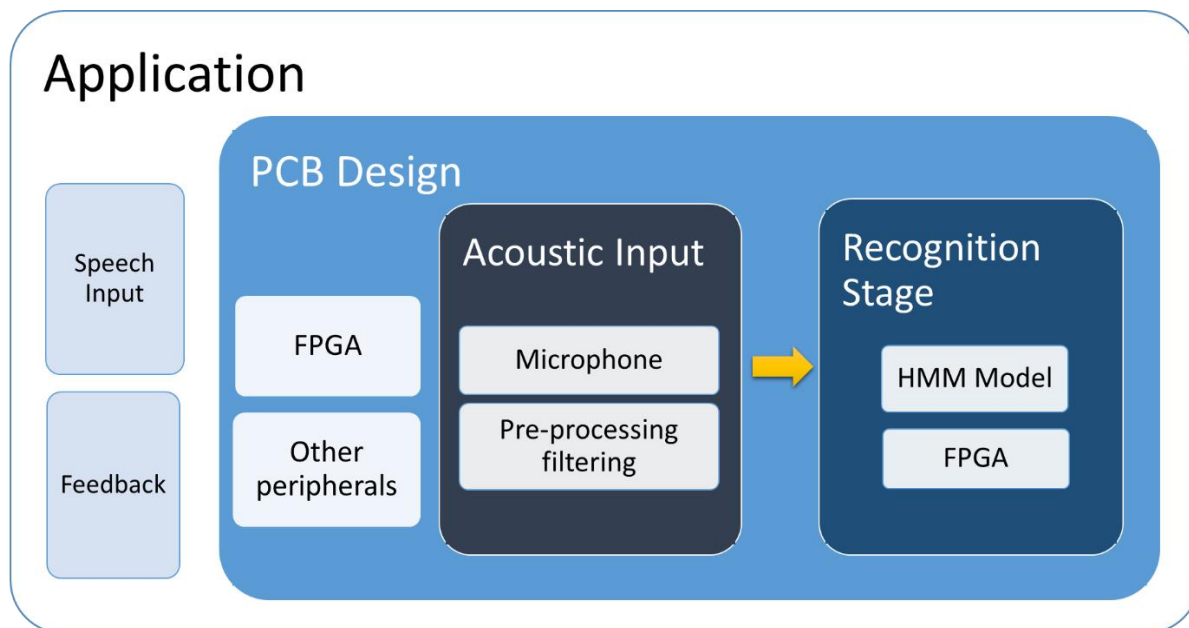 Application
Speech
Input
Feedback
PCB Design
FPGA
Other
peripherals
Acoustic Input
Microphone
Pre-processing
filtering
Recognition
Stage
HMM Model
FPGA